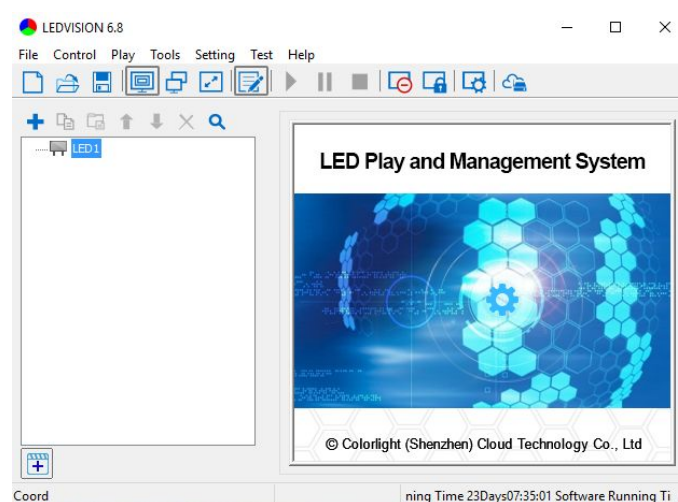 LEDVISION 6.8
File Control Play Tools Setting Test Help
LED1
LED Play and Management System
© Colorlight (Shenzhen) Cloud Technology Co., Ltd
Coord
ning Time 23Days07:35:01 Software Running Ti